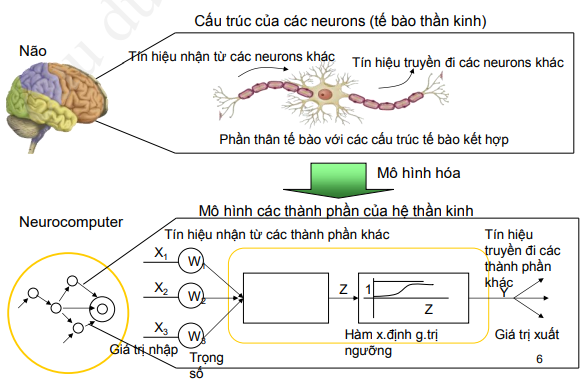 Cấu trúc của các neurons (tế bào thần kinh)
Não
Tín hiệu nhận từ các neurons khác
Tín hiệu truyền đi các neurons khác
Phần thân tế bào với các cấu trúc tế bào kết hợp
Mô hình hóa
Neurocomputer
Mô hình các thành phần của hệ thần kinh
Tín hiệu nhận từ các thành phần khác
Tín hiệu
truyền đi các
thành phần
khác
X1
W1
X2
W2
X3
W3
Z
1
Z
Y
Giá trị nhập
Trọng
số
Hàm x.định g.trị
ngưỡng
Giá trị xuất
6